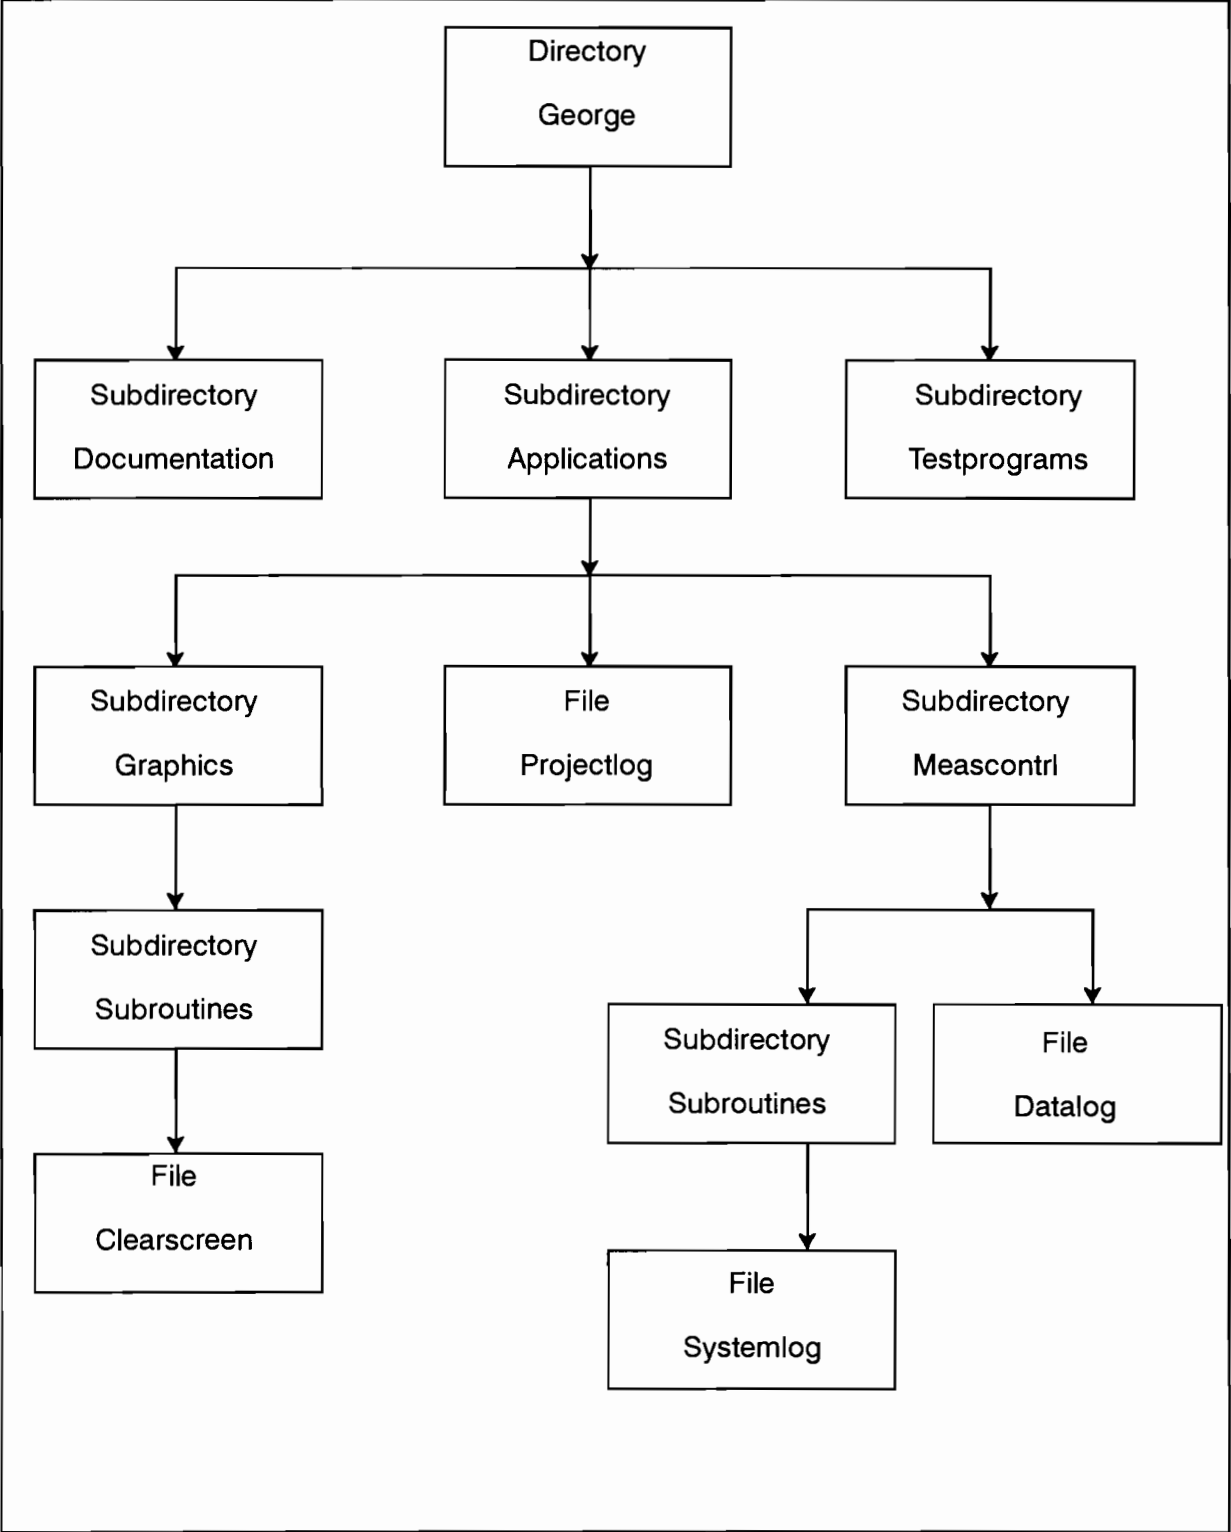 Directory
George
Subdirectory
Documentation
Subdirectory
Applications
Subdirectory
Testprograms
Subdirectory
Graphics
File
Projectlog
Subdirectory
Meascontrl
Subdirectory
Subroutines
Subdirectory
Subroutines
File
Datalog
File
Clearscreen
File
Systemlog